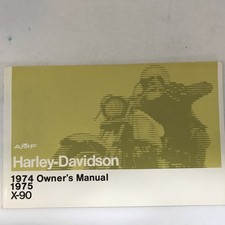 AMF
Harley-Davidson
1974 Owner's Manual
1975
X-90